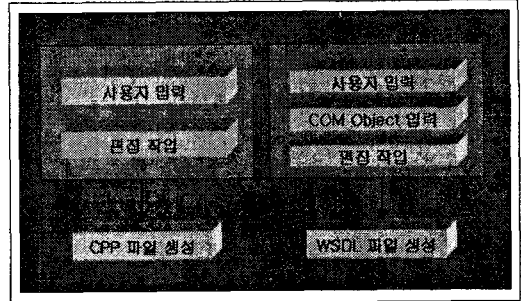 사용자 입력
편집 작업
CPP 파일 생성
사용자 입력
COM Object 입력
편집 작업
WSDL 파일 생성